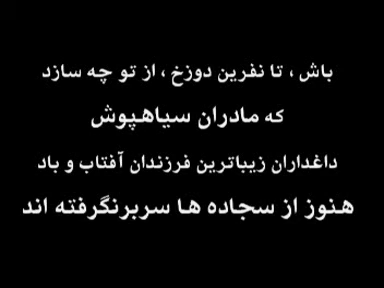 باش ، تا نفرین دوزخ ، از تو چه سازد
که مادران سیاهپوش
داغداران زیباترین فرزندان آفتاب و باد
هنوز از سجاده ها سربرنگرفته اند